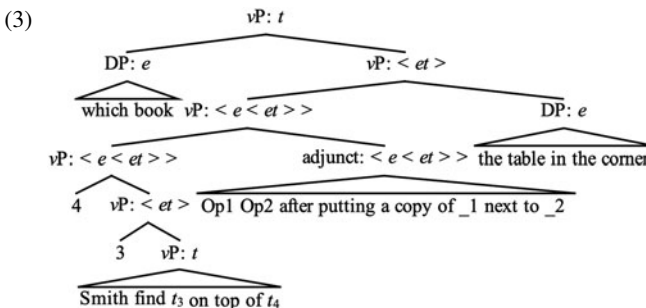 (3)
vP: t
DP: e vP: < et >
which book vP: < e < et > > DP: e
vP: < e < et > > adjunct: < e < et > > the table in the corner
4 vP: < et > Op1 Op2 after putting a copy of _1 next to _2
3 vP: t
Smith find t₃ on top of t₄